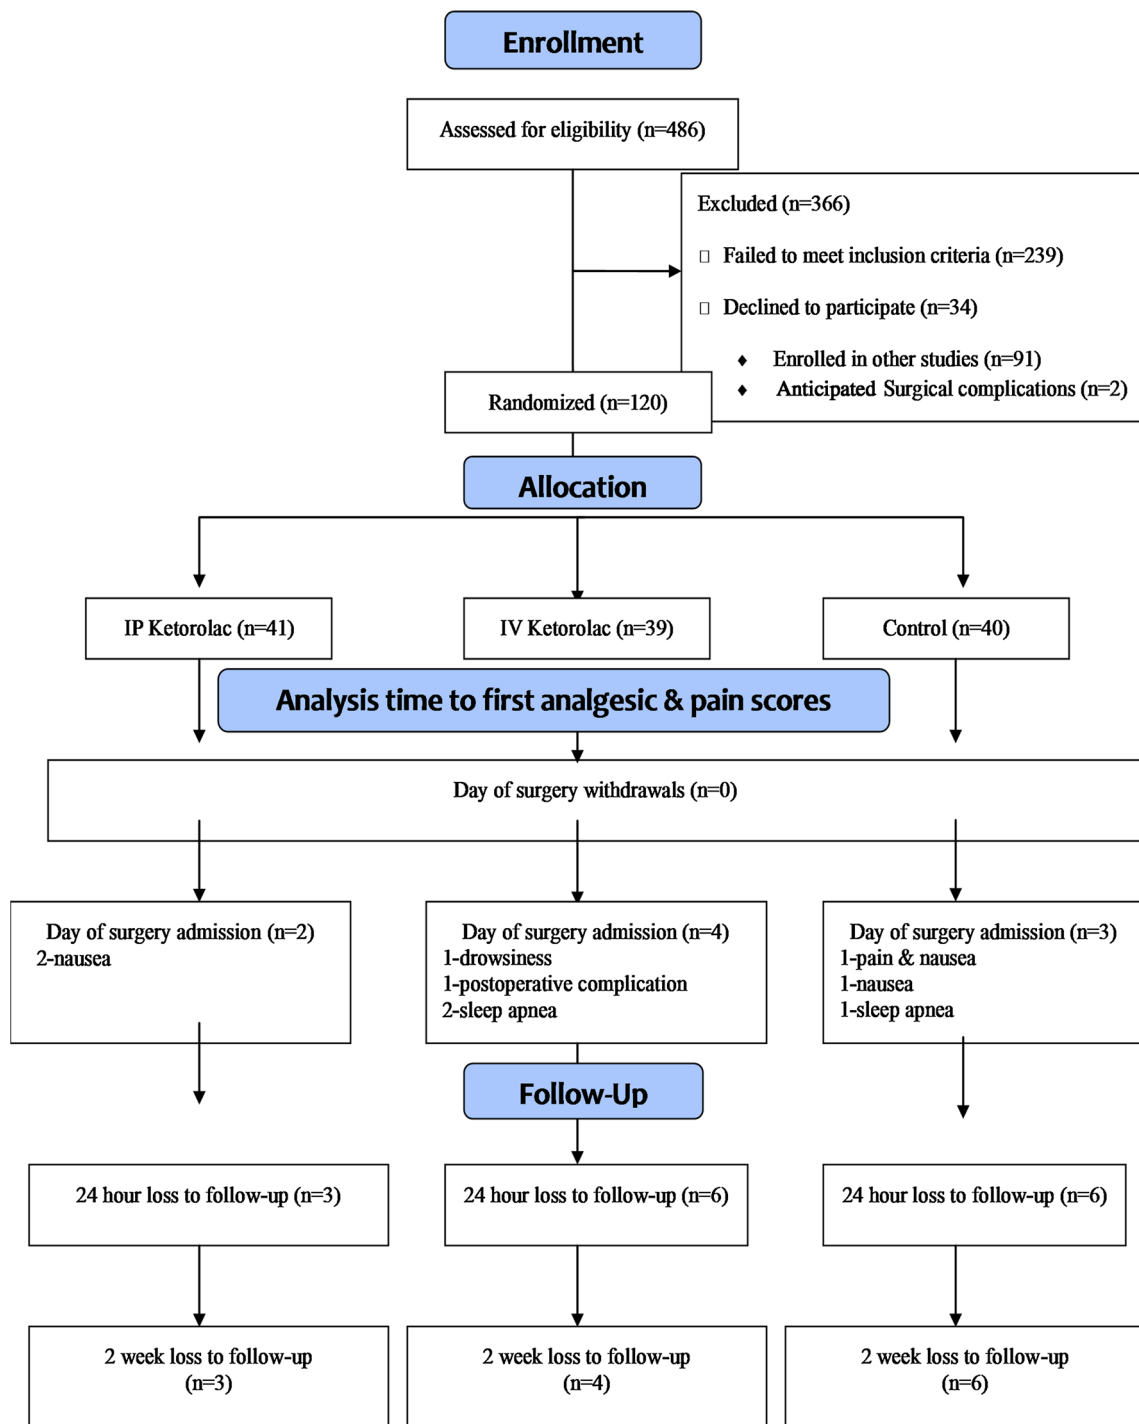 Enrollment
Assessed for eligibility (n=486)
Excluded (n=366)
Failed to meet inclusion criteria (n=239)
Declined to participate (n=34)
Enrolled in other studies (n=91)
Anticipated Surgical complications (n=2)
Randomized (n=120)
Allocation
IP Ketorolac (n=41)
IV Ketorolac (n=39)
Control (n=40)
Analysis time to first analgesic & pain scores
Day of surgery withdrawals (n=0)
Day of surgery admission (n=2)
2-nausea
Day of surgery admission (n=4)
1-drowsiness
1-postoperative complication
2-sleep apnea
Day of surgery admission (n=3)
1-pain & nausea
1-nausea
1-sleep apnea
Follow-Up
24 hour loss to follow-up (n=3)
24 hour loss to follow-up (n=6)
24 hour loss to follow-up (n=6)
2 week loss to follow-up
(n=3)
2 week loss to follow-up
(n=4)
2 week loss to follow-up
(n=6)